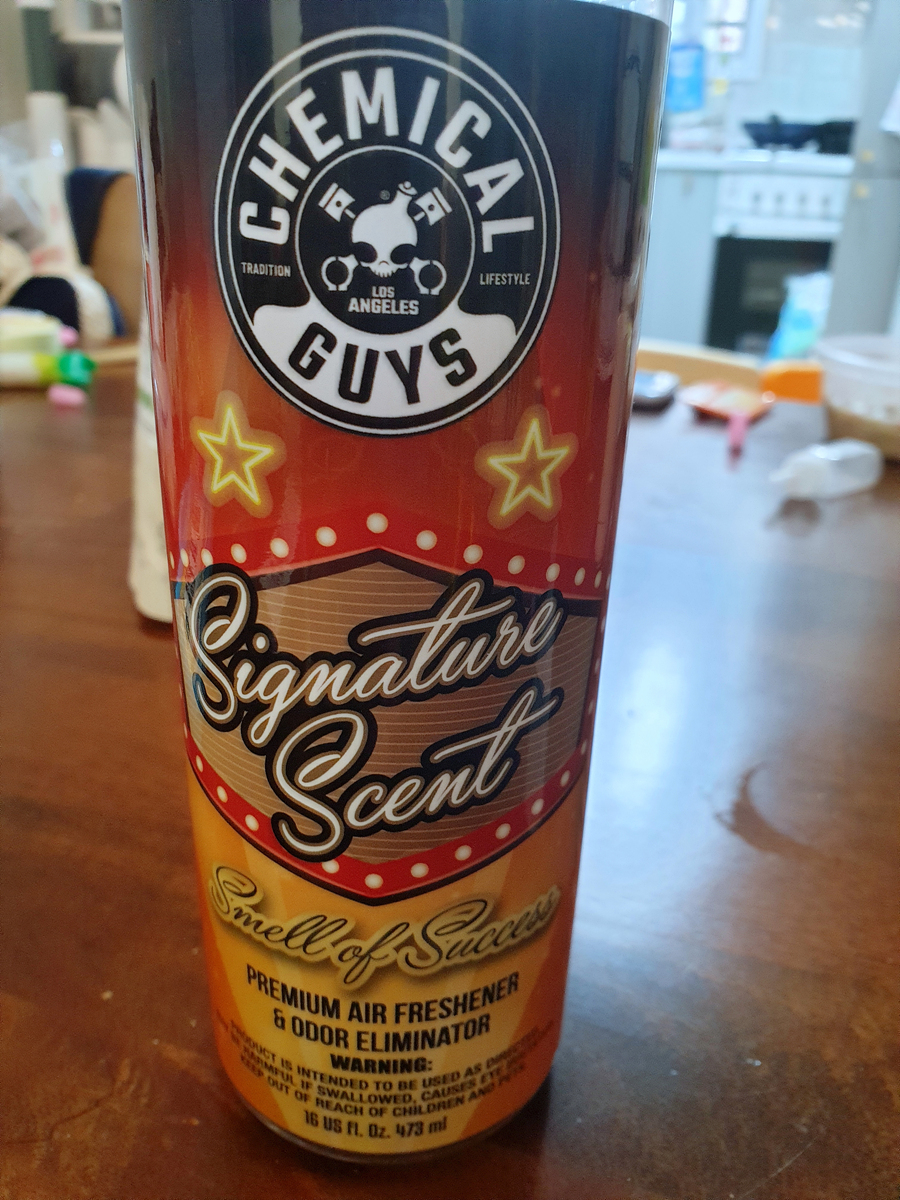 CHEMICAL
®
TRADITION
LIFESTYLE
LOS
ANGELES
GUYS
Signature
Scent
Smell of Success
PREMIUM AIR FRESHENER
& ODOR ELIMINATOR
WARNING:
PRODUCT IS INTENDED TO BE USED AS DIRECTED.
BE HARMFUL IF SWALLOWED, CAUSES EYE
KEEP OUT OF REACH OF CHILDREN AND PETS
16 US fl. Oz. 473 ml